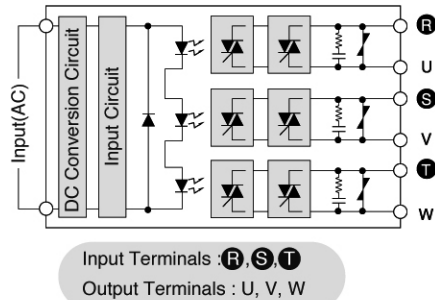 Input(AC)
DC Conversion Circuit
Input Circuit
R
U
S
V
T
W
Input Terminals : R, S, T
Output Terminals : U, V, W